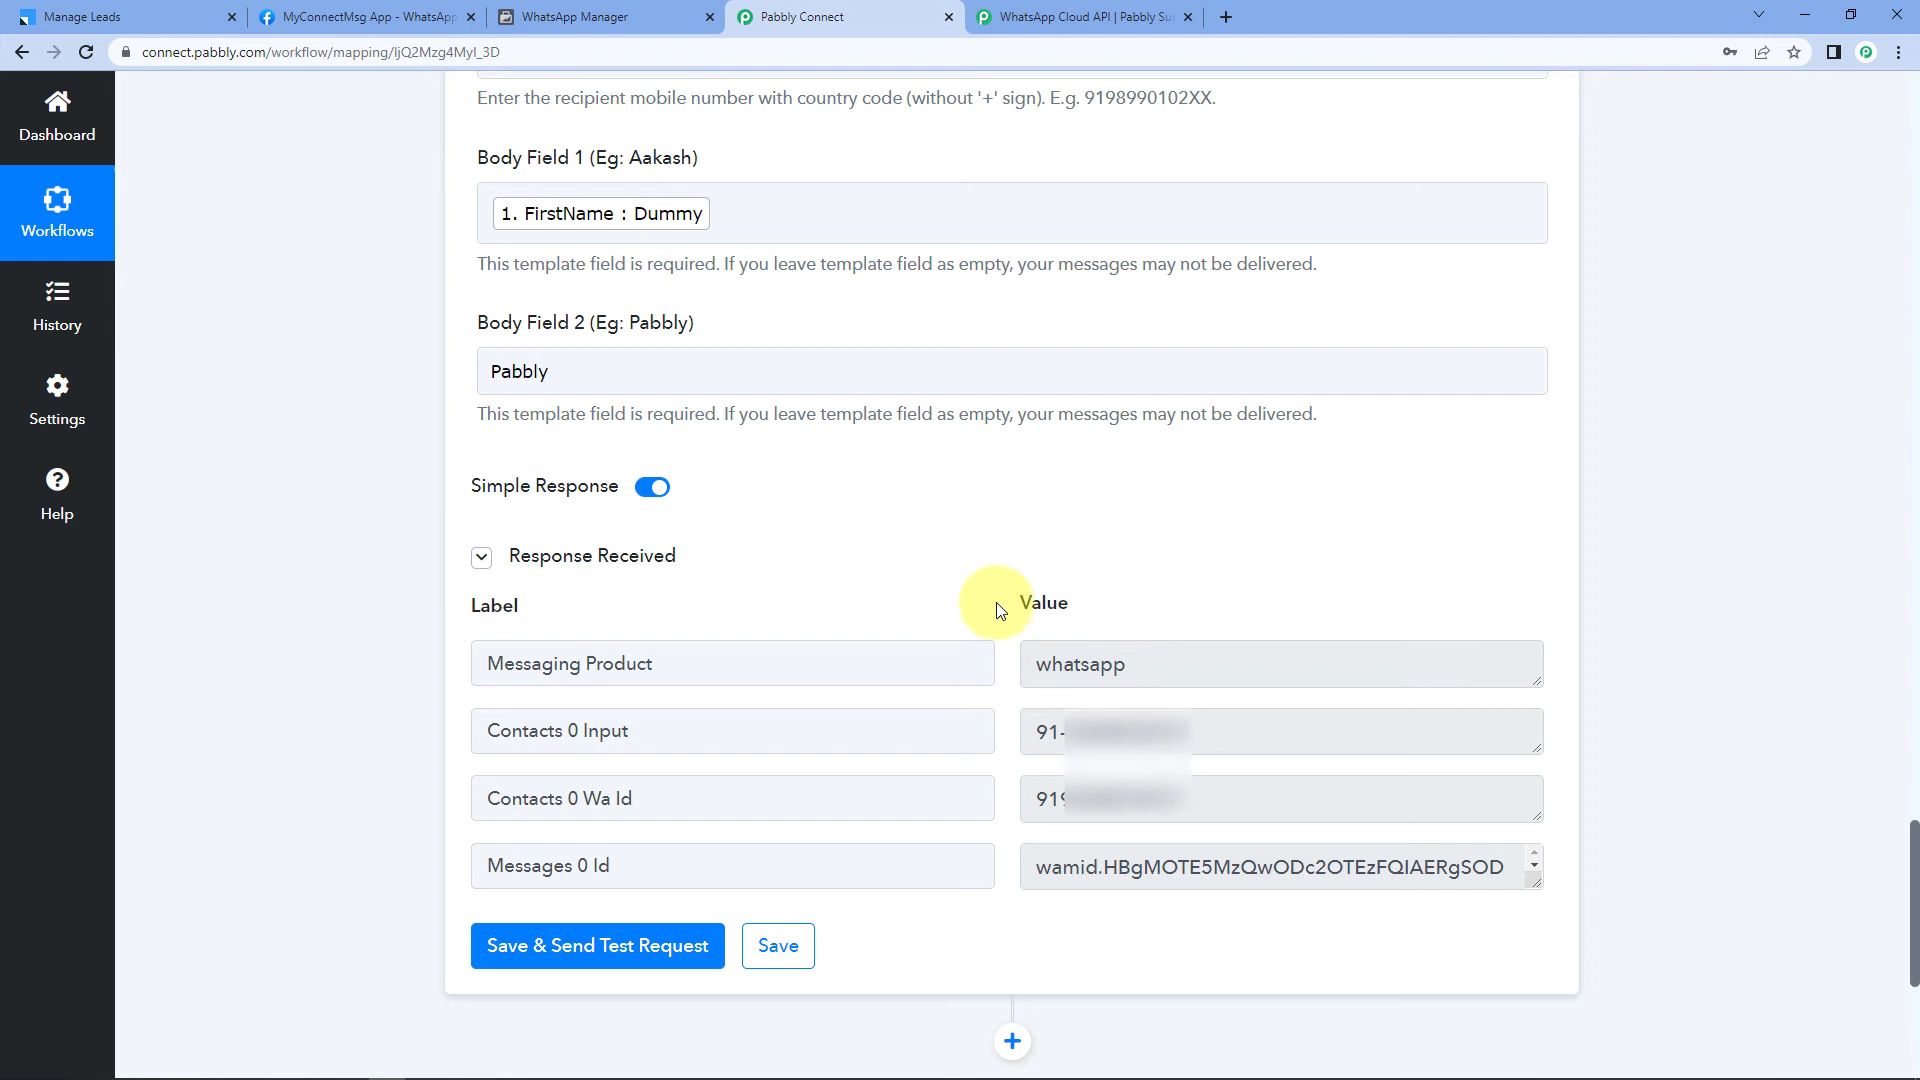 Manage Leads
MyConnectMsg App - WhatsApp
WhatsApp Manager
Pabbly Connect
WhatsApp Cloud API | Pabbly Su
connect.pabbly.com/workflow/mapping/IjQ2Mzg4MyI_3D
Dashboard
Workflows
History
Settings
Help
Enter the recipient mobile number with country code (without '+' sign). E.g. 9198990102XX.
Body Field 1 (Eg: Aakash)
1. FirstName : Dummy
This template field is required. If you leave template field as empty, your messages may not be delivered.
Body Field 2 (Eg: Pabbly)
Pabbly
This template field is required. If you leave template field as empty, your messages may not be delivered.
Simple Response
Response Received
Label
Value
Messaging Product
whatsapp
Contacts 0 Input
91-
Contacts 0 Wa Id
919
Messages 0 Id
wamid.HBgMOTE5MzQwODc2OTEzFQIAERgSOD
Save & Send Test Request
Save